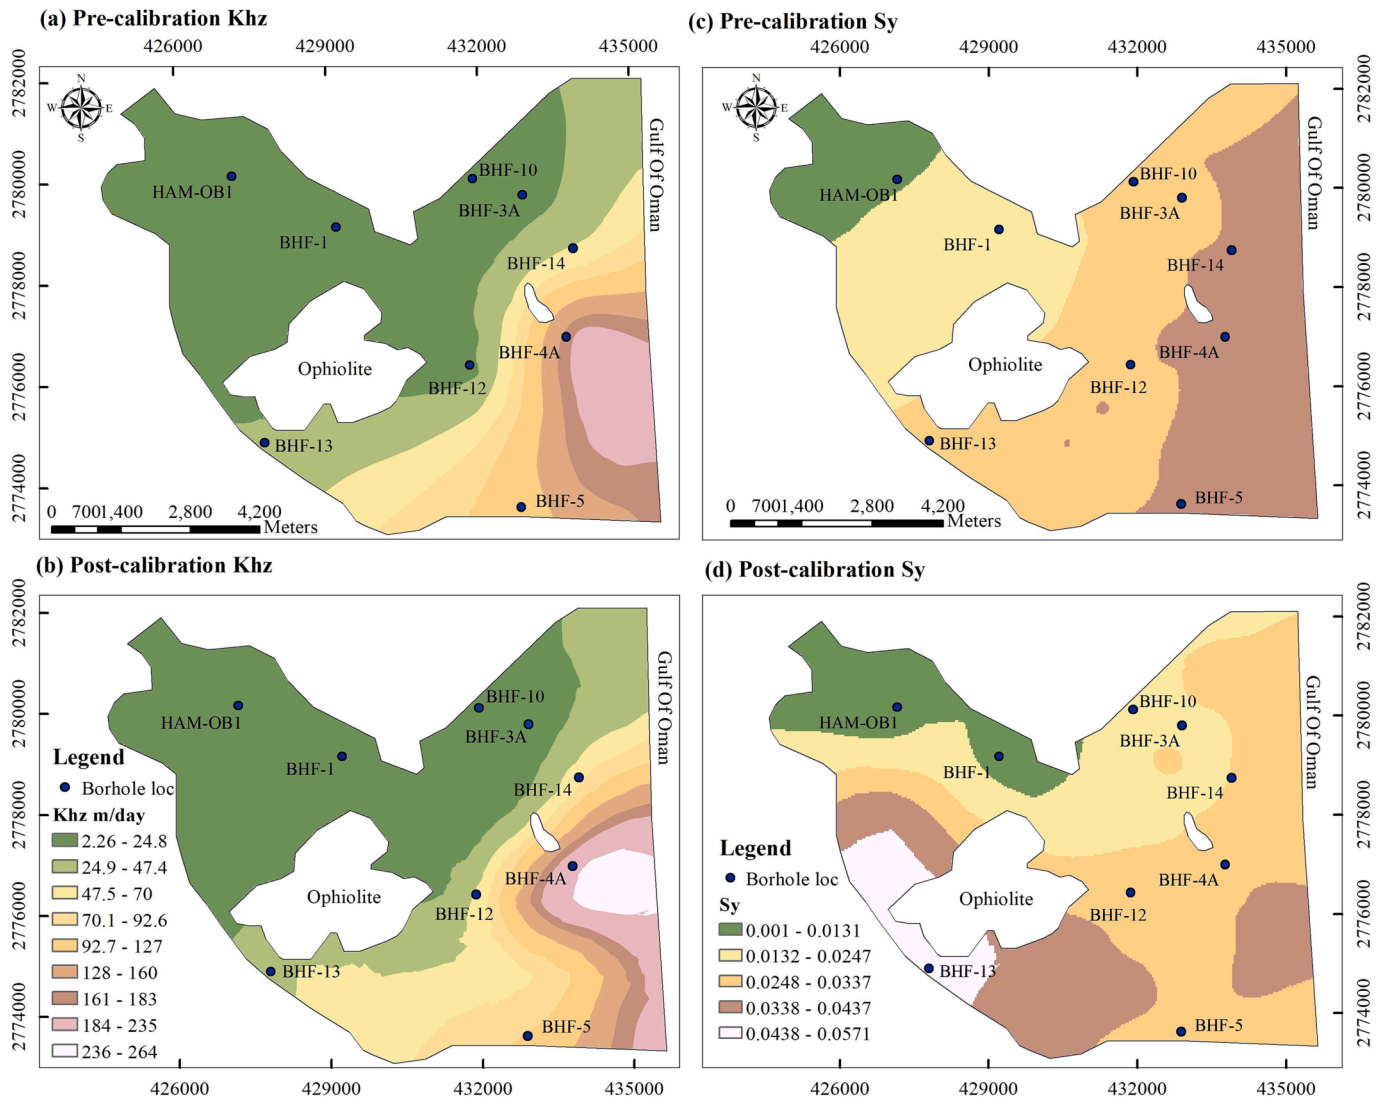 (a) Pre-calibration Khz
426000 429000 432000 435000
2782000
2780000
2778000
2776000
2774000
N
W E
S
Gulf Of Oman
HAM-OB1
BHF-10
BHF-3A
BHF-1
BHF-14
BHF-4A
Ophiolite
BHF-12
BHF-13
BHF-5
0 700 1,400 2,800 4,200
Meters
(c) Pre-calibration Sy
426000 429000 432000 435000
2782000
2780000
2778000
2776000
2774000
N
W E
S
Gulf Of Oman
HAM-OB1
BHF-10
BHF-3A
BHF-1
BHF-14
BHF-4A
Ophiolite
BHF-12
BHF-13
BHF-5
0 700 1,400 2,800 4,200
Meters
(b) Post-calibration Khz
2782000
2780000
2778000
2776000
2774000
Gulf Of Oman
HAM-OB1
BHF-10
BHF-3A
BHF-1
BHF-14
BHF-4A
Ophiolite
BHF-12
BHF-13
BHF-5
Legend
Borhole loc
Khz m/day
2.26 - 24.8
24.9 - 47.4
47.5 - 70
70.1 - 92.6
92.7 - 127
128 - 160
161 - 183
184 - 235
236 - 264
426000 429000 432000 435000
(d) Post-calibration Sy
2782000
2780000
2778000
2776000
2774000
Gulf Of Oman
HAM-OB1
BHF-10
BHF-3A
BHF-1
BHF-14
BHF-4A
Ophiolite
BHF-12
BHF-13
BHF-5
Legend
Borhole loc
Sy
0.001 - 0.0131
0.0132 - 0.0247
0.0248 - 0.0337
0.0338 - 0.0437
0.0438 - 0.0571
426000 429000 432000 435000